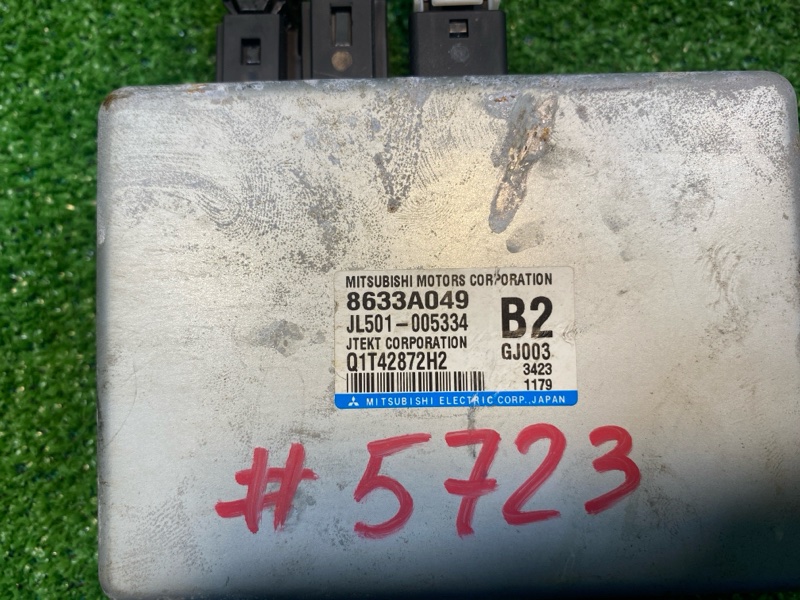 MITSUBISHI MOTORS CORPORATION
8633A049
JL501-005334
B2
JTEKT CORPORATION
GJ003
Q1T42872H2
3423
1179
MITSUBISHI ELECTRIC CORP., JAPAN
#5723